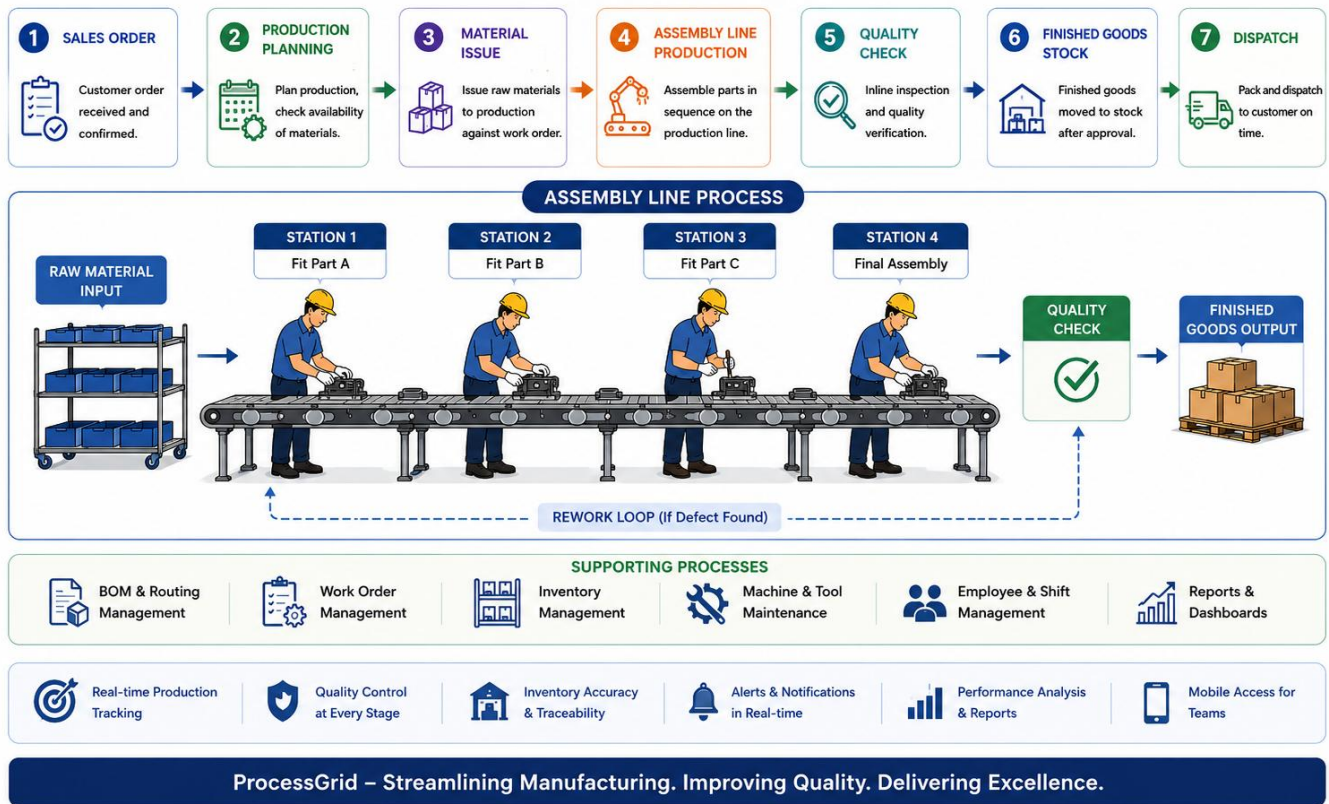 1 SALES ORDER
Customer order
received and
confirmed.
2 PRODUCTION
PLANNING
Plan production,
check availability
of materials.
3 MATERIAL
ISSUE
Issue raw materials
to production
against work order.
4 ASSEMBLY LINE
PRODUCTION
Assemble parts in
sequence on the
production line.
5 QUALITY
CHECK
Inline inspection
and quality
verification.
6 FINISHED GOODS
STOCK
Finished goods
moved to stock
after approval.
7 DISPATCH
Pack and dispatch
to customer on
time.
ASSEMBLY LINE PROCESS
RAW MATERIAL
INPUT
STATION 1
Fit Part A
STATION 2
Fit Part B
STATION 3
Fit Part C
STATION 4
Final Assembly
QUALITY
CHECK
FINISHED
GOODS OUTPUT
REWORK LOOP (If Defect Found)
SUPPORTING PROCESSES
BOM & Routing
Management
Work Order
Management
Inventory
Management
Machine & Tool
Maintenance
Employee & Shift
Management
Reports &
Dashboards
Real-time Production
Tracking
Quality Control
at Every Stage
Inventory Accuracy
& Traceability
Alerts & Notifications
in Real-time
Performance Analysis
& Reports
Mobile Access for
Teams
ProcessGrid – Streamlining Manufacturing. Improving Quality. Delivering Excellence.